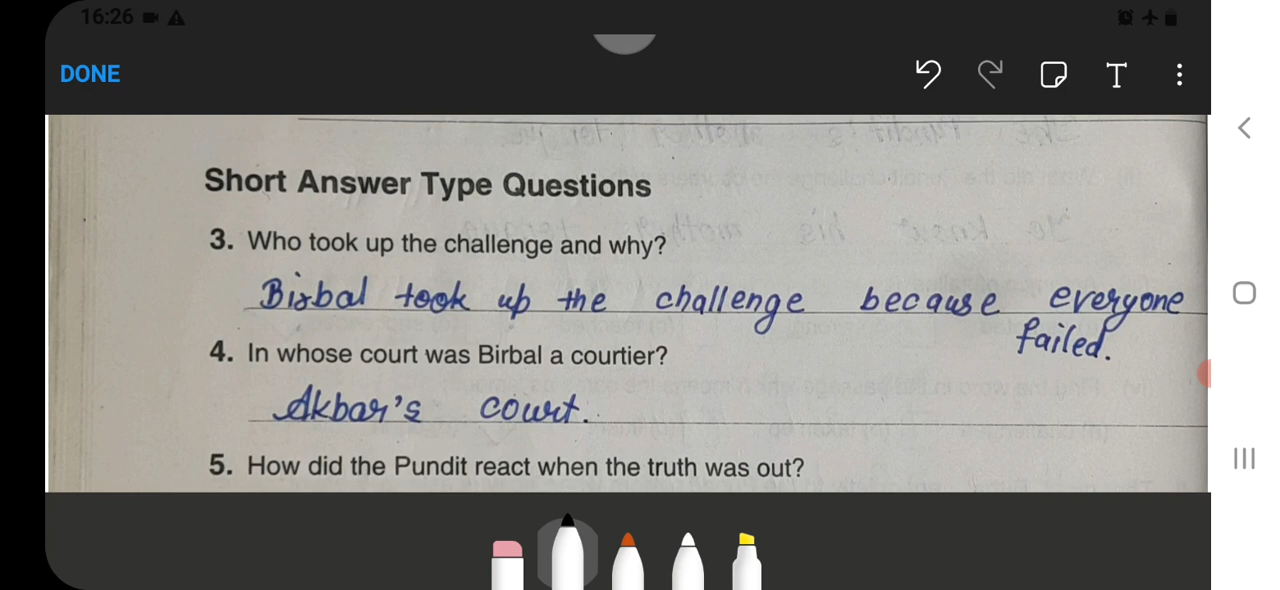 16:26
DONE
T
Short Answer Type Questions
3. Who took up the challenge and why?
Birbal took up the challenge because everyone
failed.
4. In whose court was Birbal a courtier?
Akbar's court.
5. How did the Pundit react when the truth was out?